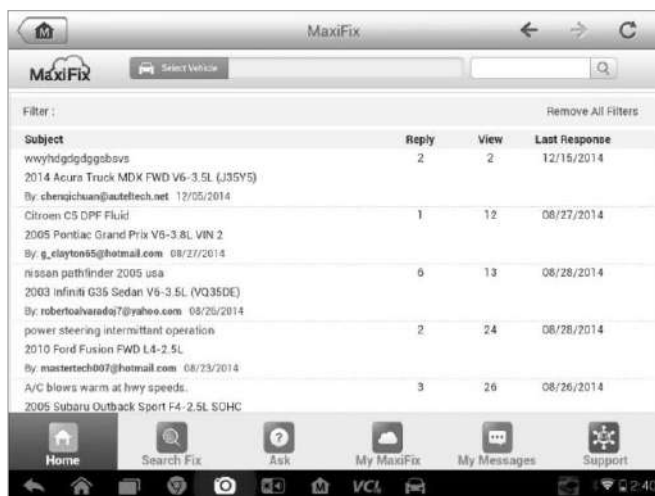 MaxiFix
MaxiFix Select Vehicle
Filter : Remove All Filters
Subject Reply View Last Response
wwyhdgdgdggsbsvs 2 2 12/15/2014
2014 Acura Truck MDX FWD V6-3.5L (J35Y5)
By: chenqichuan@auteltech.net 12/05/2014
Citroen C5 DPF Fluid 1 12 08/27/2014
2005 Pontiac Grand Prix V6-3.8L VIN 2
By: g_clayton65@hotmail.com 08/27/2014
nissan pathfinder 2005 usa 6 13 08/28/2014
2003 Infiniti G35 Sedan V6-3.5L (VQ35DE)
By: robertoalvaradoj7@yahoo.com 08/26/2014
power steering intermittant operation 2 24 08/28/2014
2010 Ford Fusion FWD L4-2.5L
By: mastertech007@hotmail.com 08/23/2014
A/C blows warm at hwy speeds. 3 26 08/26/2014
2005 Subaru Outback Sport F4-2.5L SOHC
Home Search Fix Ask My MaxiFix My Messages Support
VCI 2:40